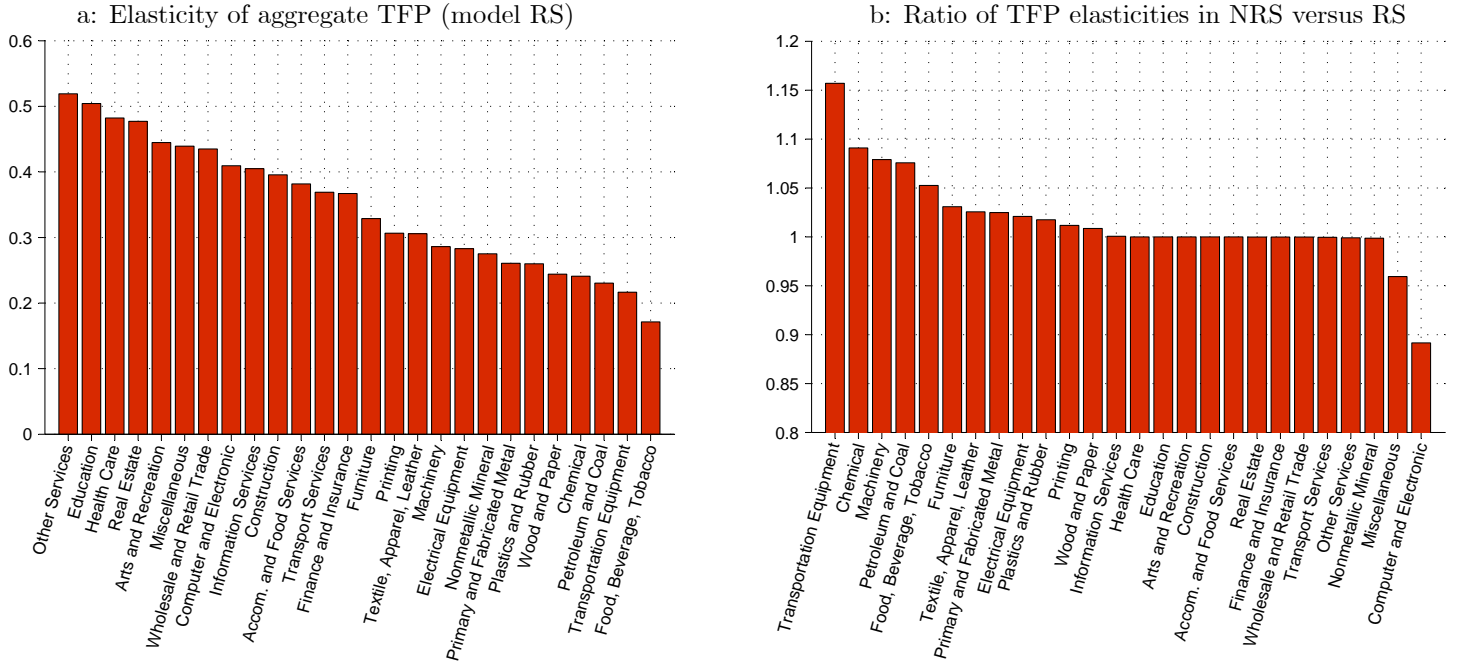 a: Elasticity of aggregate TFP (model RS)
0.6
0.5
0.4
0.3
0.2
0.1
0
Other Services
Education
Health Care
Real Estate
Arts and Recreation
Miscellaneous
Wholesale and Retail Trade
Computer and Electronic
Information Services
Construction
Accom. and Food Services
Transport Services
Finance and Insurance
Furniture
Printing
Textile, Apparel, Leather
Machinery
Electrical Equipment
Nonmetallic Mineral
Primary and Fabricated Metal
Plastics and Rubber
Wood and Paper
Chemical
Petroleum and Coal
Transportation Equipment
Food, Beverage, Tobacco
b: Ratio of TFP elasticities in NRS versus RS
1.2
1.15
1.1
1.05
1
0.95
0.9
0.85
0.8
Transportation Equipment
Chemical
Machinery
Petroleum and Coal
Food, Beverage, Tobacco
Furniture
Textile, Apparel, Leather
Primary and Fabricated Metal
Electrical Equipment
Plastics and Rubber
Printing
Wood and Paper
Information Services
Health Care
Education
Arts and Recreation
Construction
Accom. and Food Services
Real Estate
Finance and Insurance
Wholesale and Retail Trade
Transport Services
Other Services
Nonmetallic Mineral
Miscellaneous
Computer and Electronic